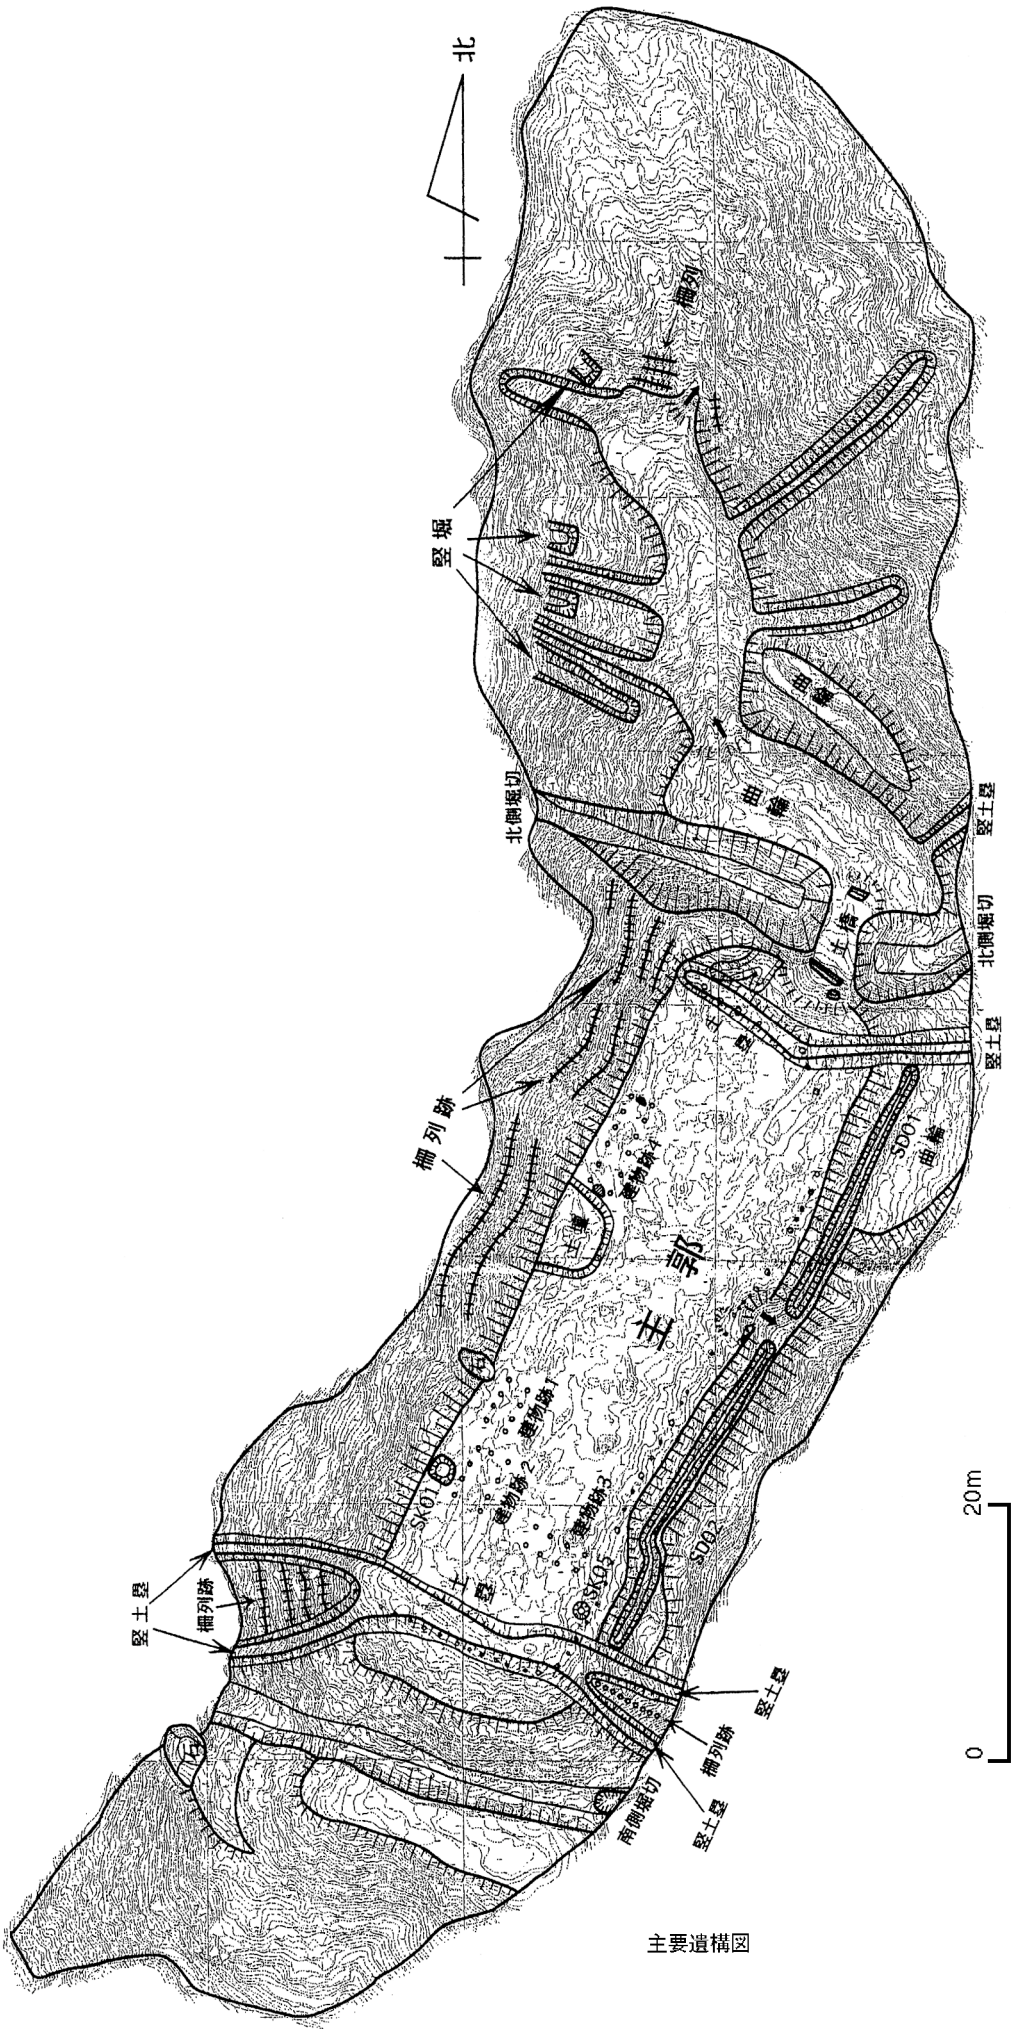 北
柵列
竪堀
曲輪
北側堀切
曲輪
竪土塁
土橋
北側堀切
竪土塁
土塁
柵列跡
建物跡4
SD01
曲輪
土壇
主郭
石
建物跡1
SK01
建物跡2
建物跡3
SK05
SD02
土塁
竪土塁
柵列跡
石
竪土塁
柵列跡
竪土塁
南側堀切
0
20m
主要遺構図